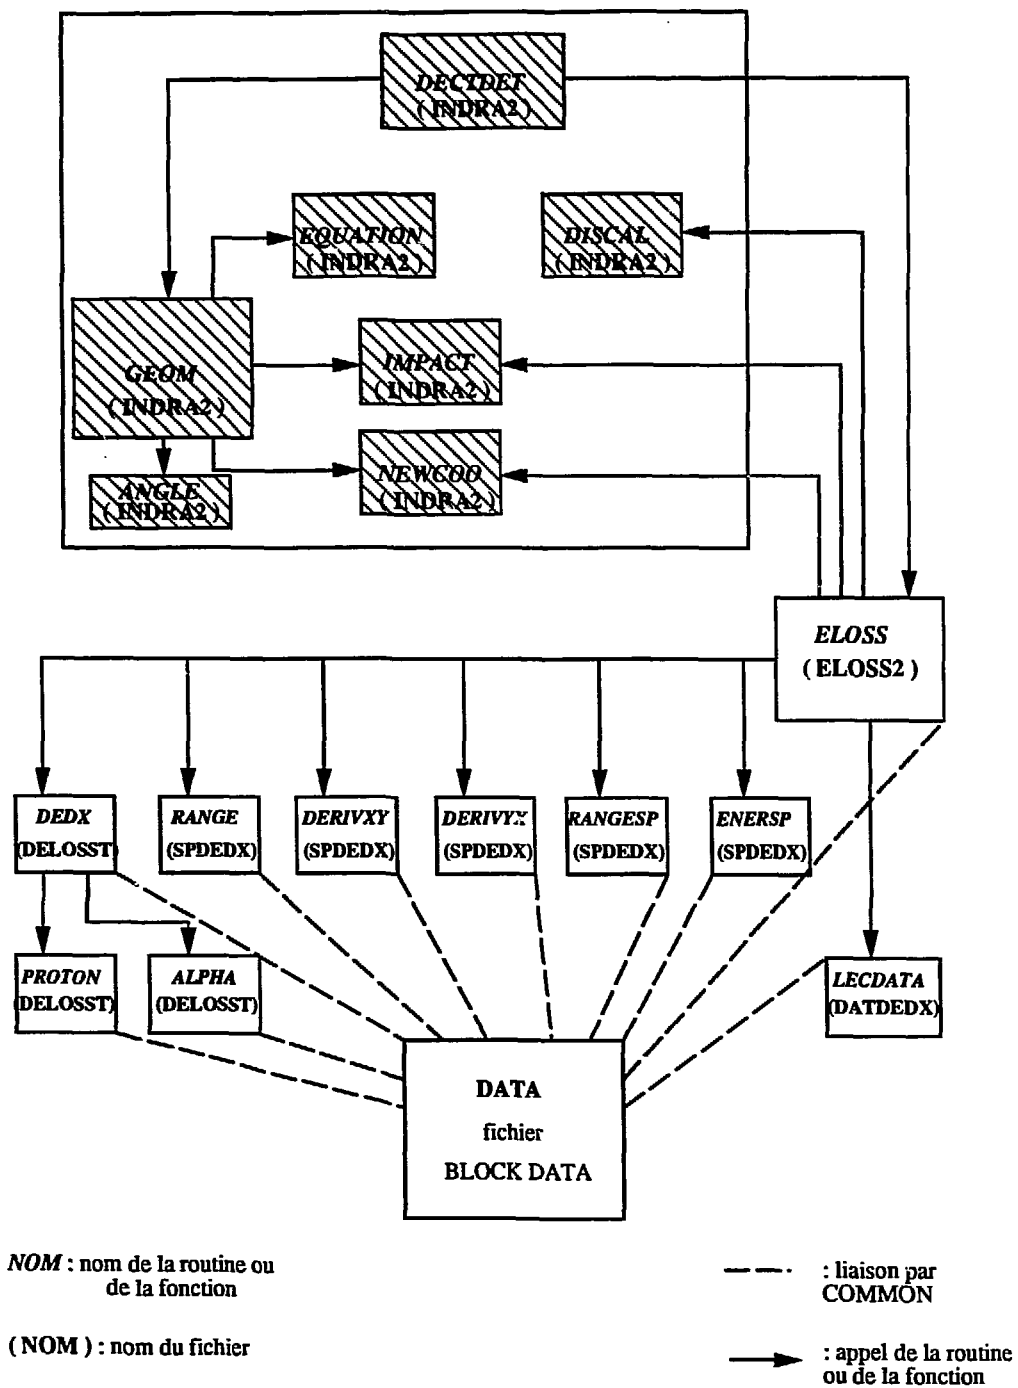 DECTDET
( INDRA2 )
EQUATION
( INDRA2 )
DISCAL
( INDRA2 )
GEOM
( INDRA2 )
IMPACT
( INDRA2 )
NEWCOO
( INDRA2 )
ANGLE
( INDRA2 )
ELOSS
( ELOSS2 )
DEDX
(DELOSST)
RANGE
(SPDEDX)
DERIVXY
(SPDEDX)
DERIVYX
(SPDEDX)
RANGESP
(SPDEDX)
ENERSP
(SPDEDX)
PROTON
(DELOSST)
ALPHA
(DELOSST)
LECDATA
(DATDEDX)
DATA
fichier
BLOCK DATA
NOM : nom de la routine ou
de la fonction
( NOM ) : nom du fichier
: liaison par
COMMON
: appel de la routine
ou de la fonction